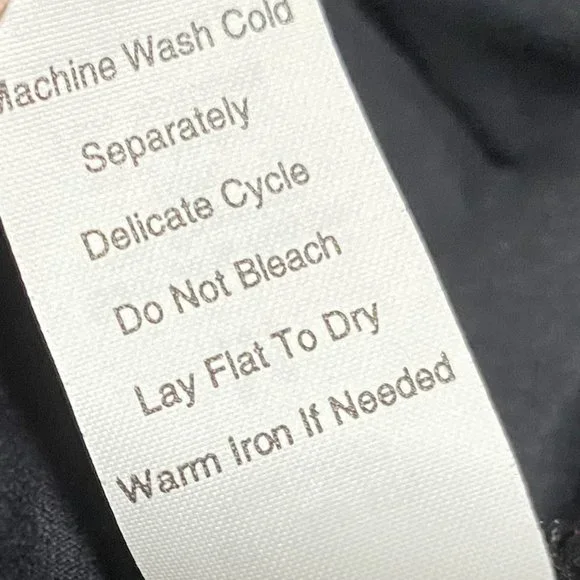 Machine Wash Cold
Separately
Delicate Cycle
Do Not Bleach
Lay Flat To Dry
Warm Iron If Needed